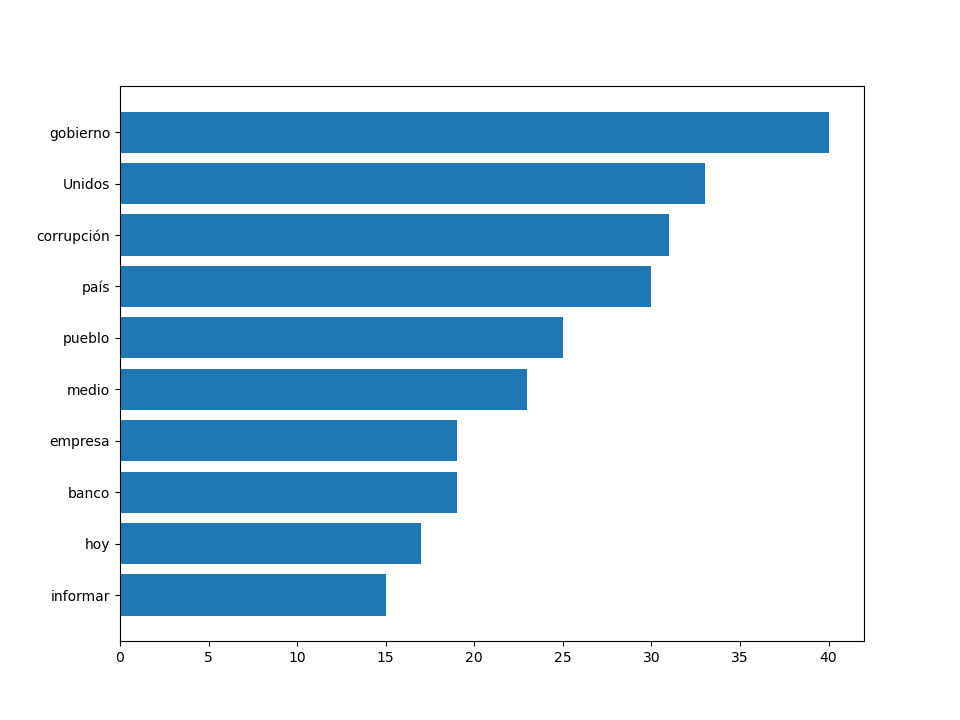 gobierno
Unidos
corrupción
país
pueblo
medio
empresa
banco
hoy
informar
0 5 10 15 20 25 30 35 40